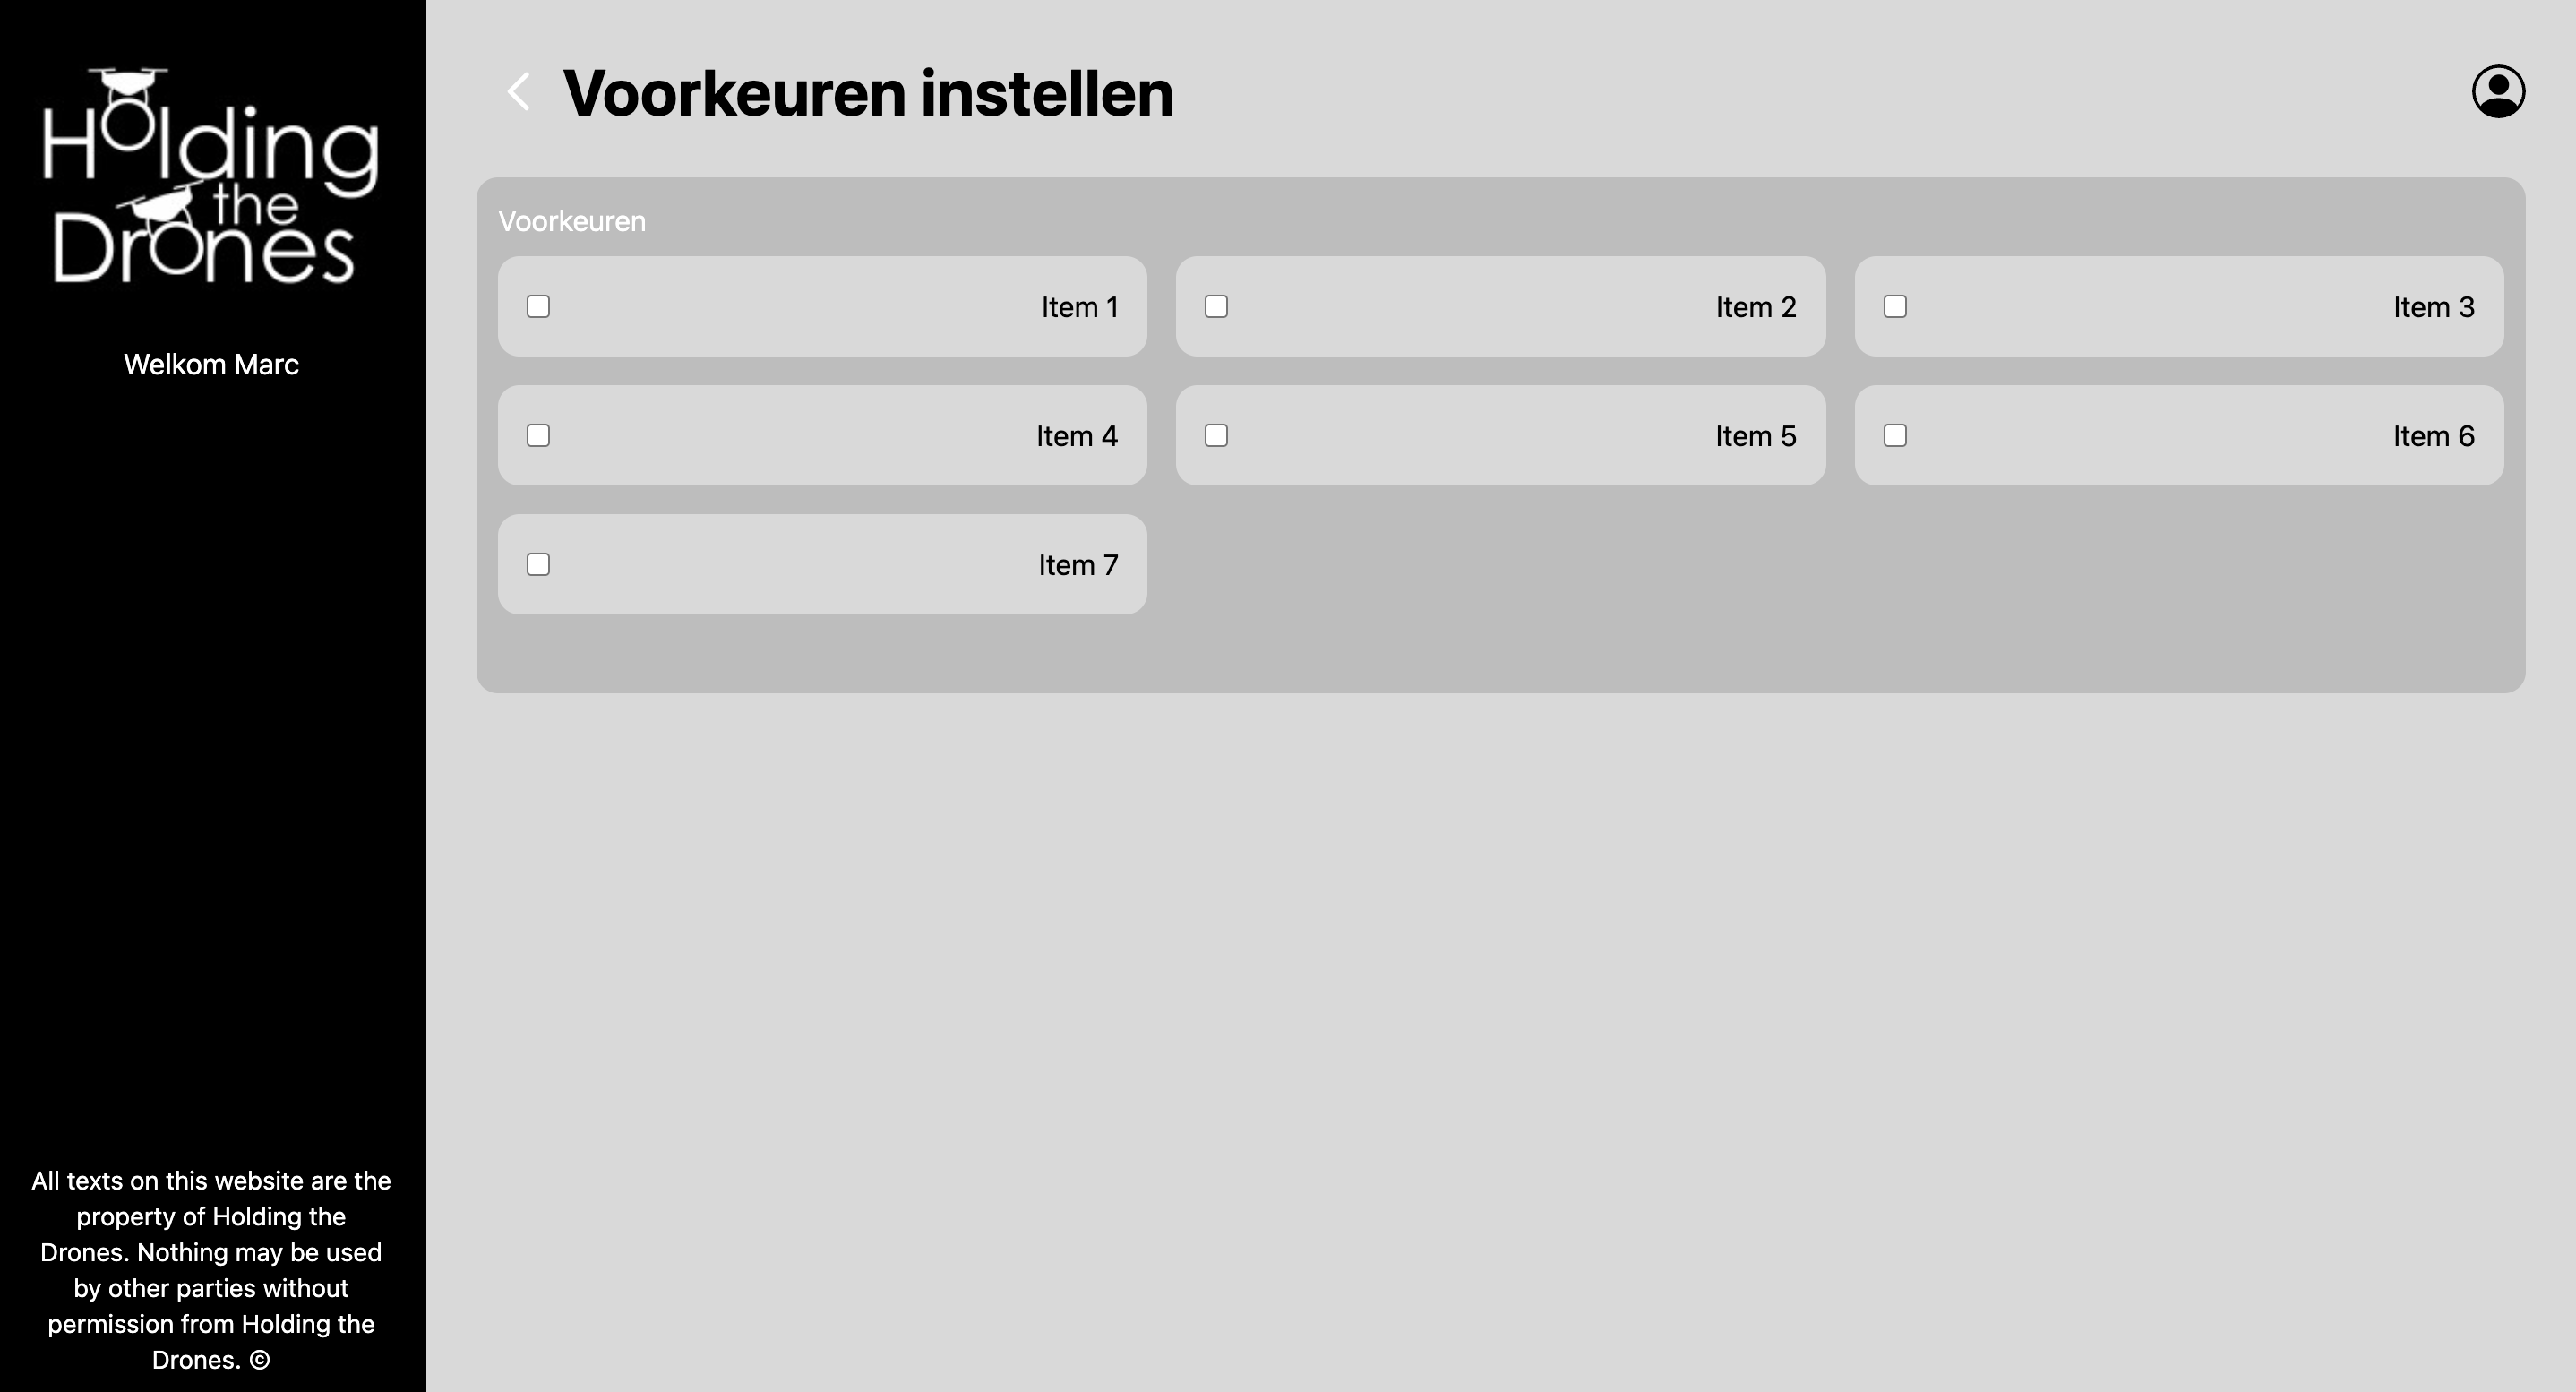 Holding
the
Drones
Welkom Marc
All texts on this website are the
property of Holding the
Drones. Nothing may be used
by other parties without
permission from Holding the
Drones. ©
Voorkeuren instellen
Voorkeuren
Item 1
Item 2
Item 3
Item 4
Item 5
Item 6
Item 7